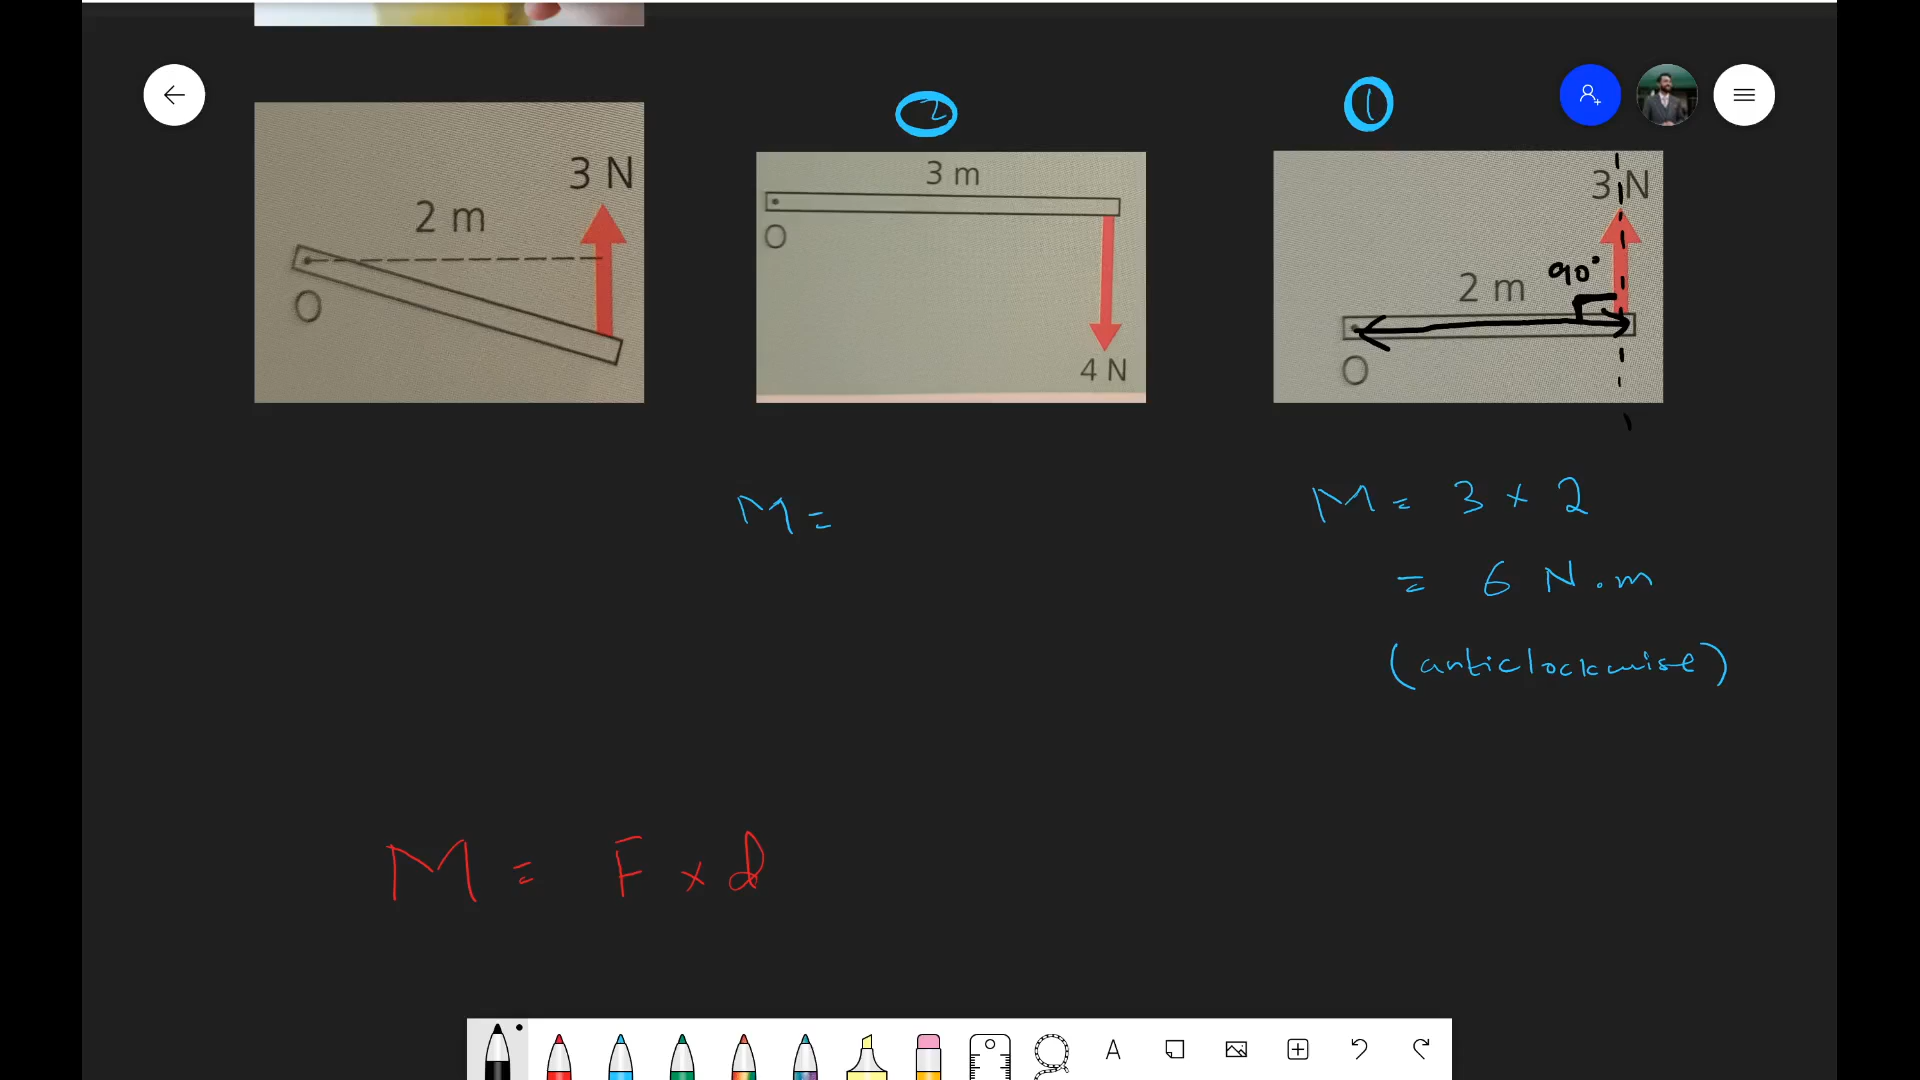 3 N
2 m
O
2
3 m
O
4 N
1
3 N
90°
2 m
O
M =
M = 3 × 2
= 6 N.m
(anticlockwise)
M = F × d
A